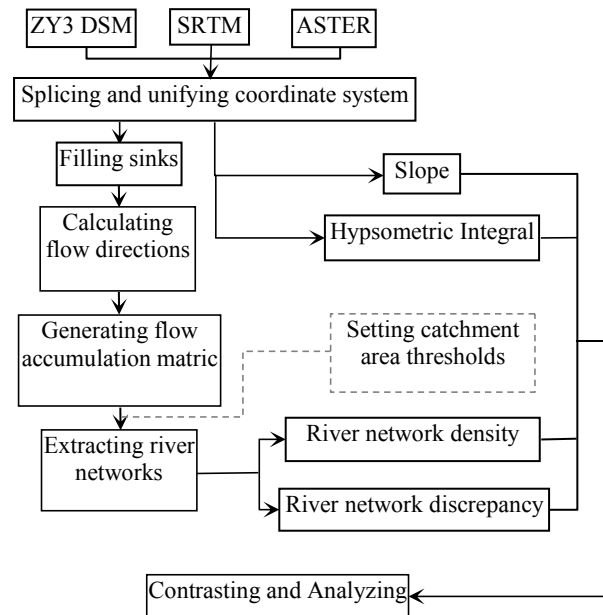 ZY3 DSM
SRTM
ASTER
Splicing and unifying coordinate system
Filling sinks
Slope
Calculating
flow directions
Hypsometric Integral
Generating flow
accumulation matric
Setting catchment
area thresholds
Extracting river
networks
River network density
River network discrepancy
Contrasting and Analyzing